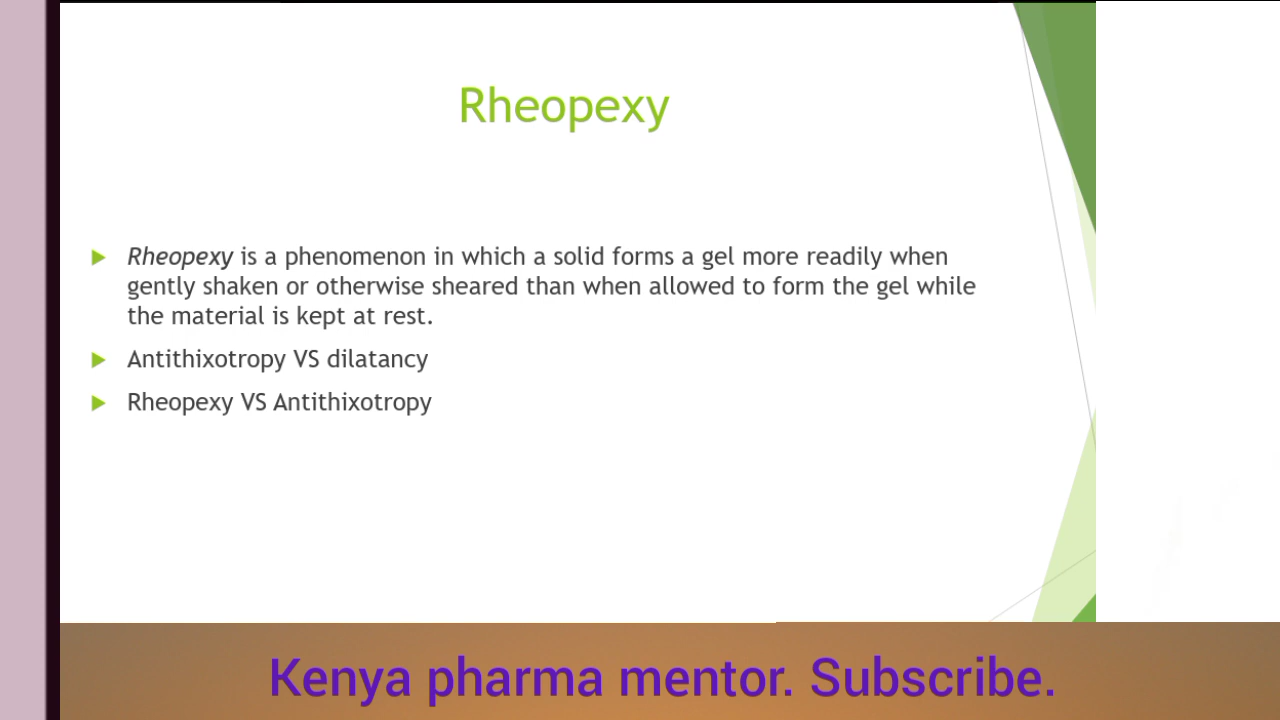 Rheopexy
Rheopexy is a phenomenon in which a solid forms a gel more readily when
gently shaken or otherwise sheared than when allowed to form the gel while
the material is kept at rest.
Antithixotropy VS dilatancy
Rheopexy VS Antithixotropy
Kenya pharma mentor. Subscribe.